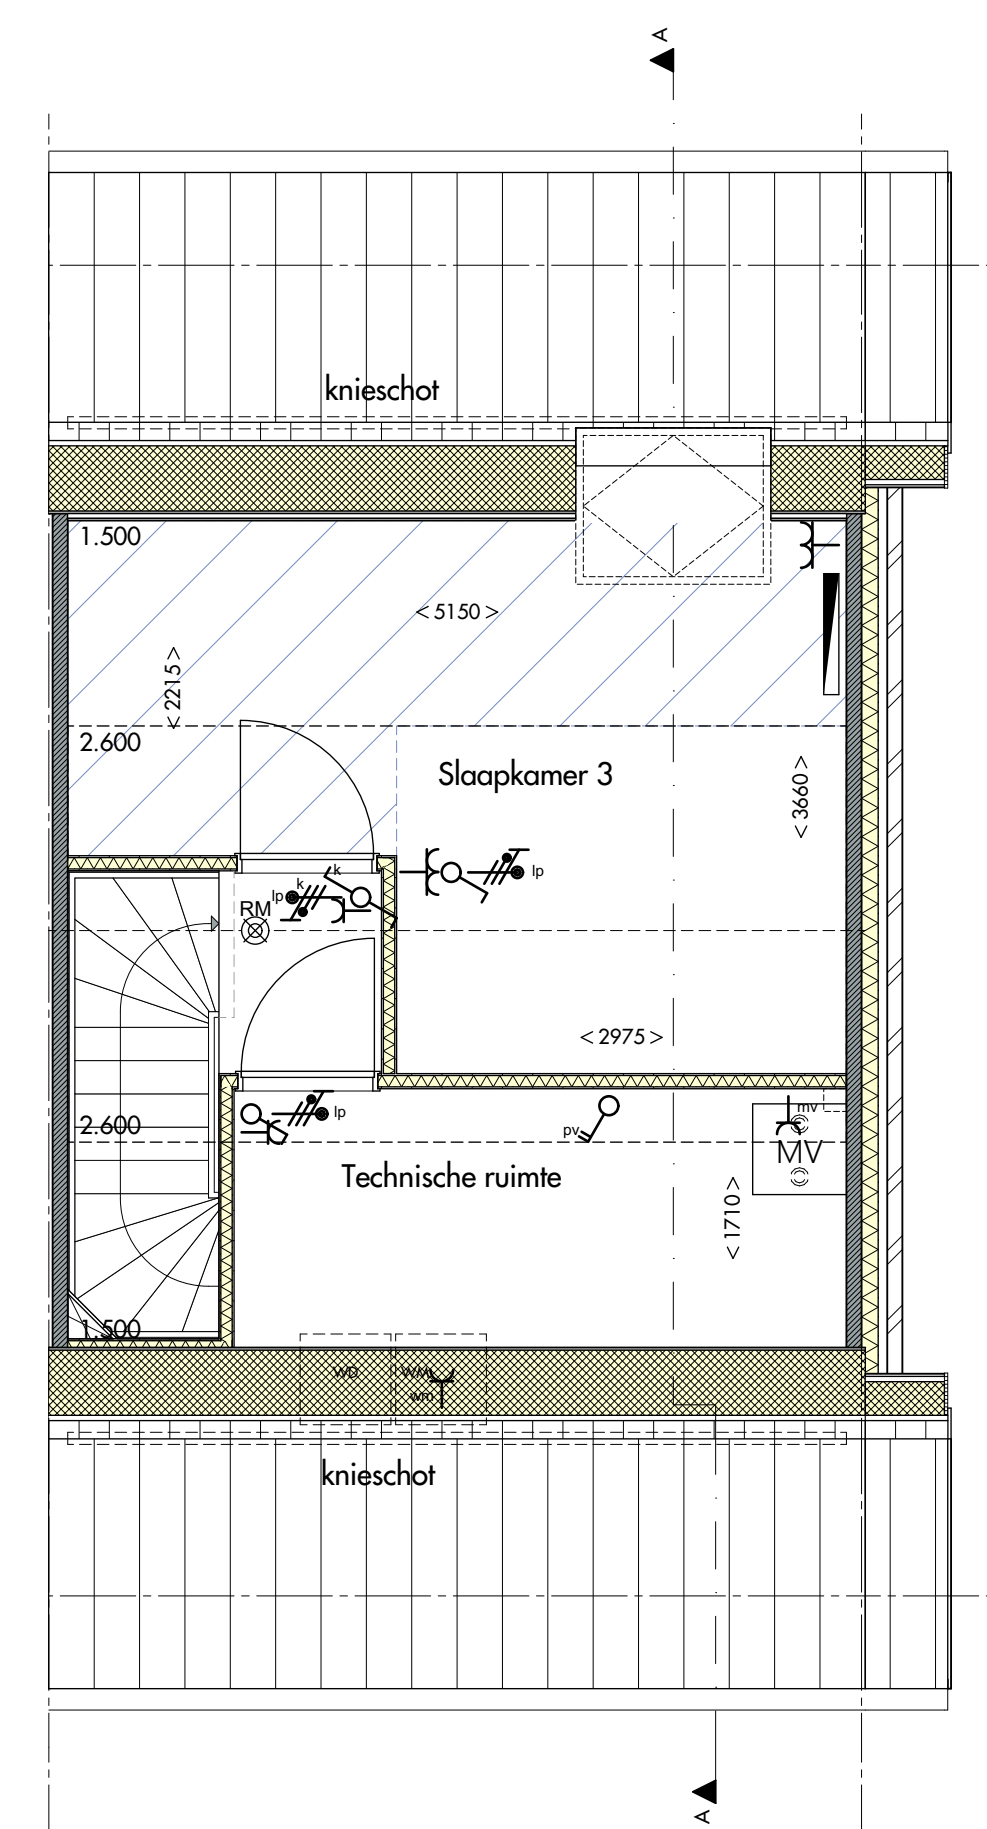 A
knieschot
1.500
< 5150 >
< 2215 >
2.600
Slaapkamer 3
< 3660 >
k
k
lp
lp
RM
< 2975 >
lp
mv
pv
2.600
MV
Technische ruimte
< 1710 >
1.500
WD
WM
wm
knieschot
A